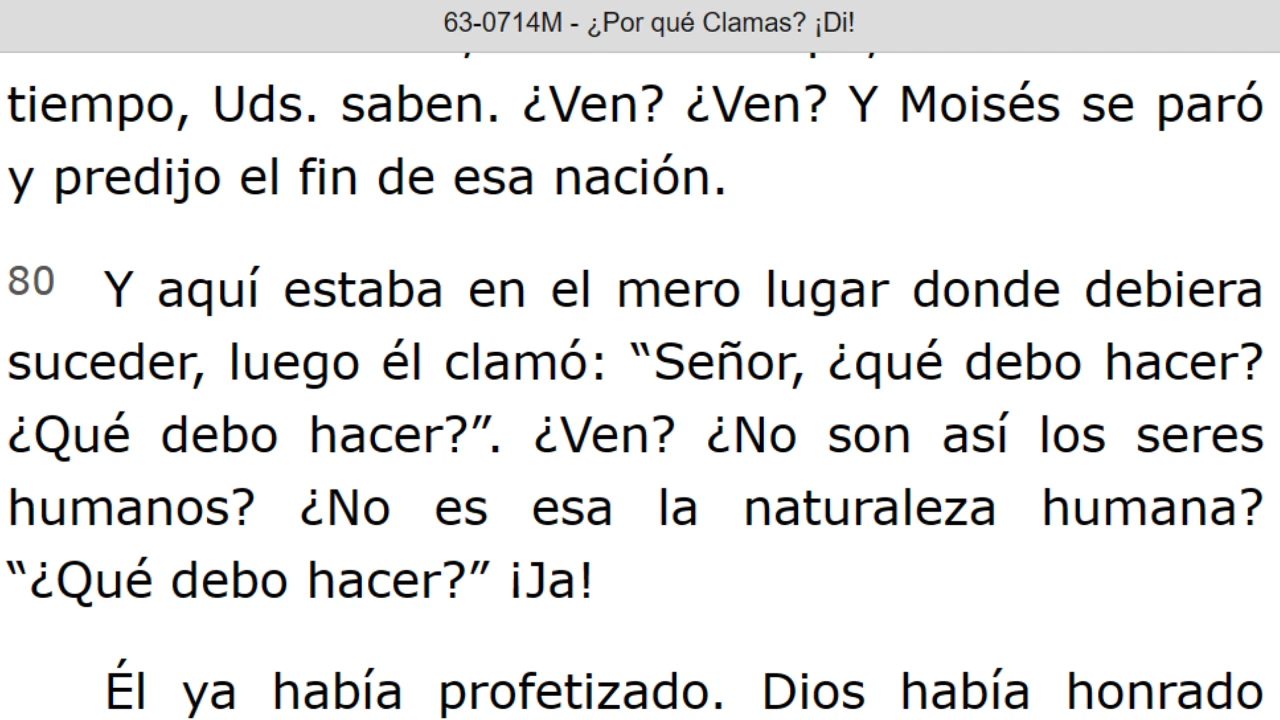 63-0714M - ¿Por qué Clamas? ¡Di!
tiempo, Uds. saben. ¿Ven? ¿Ven? Y Moisés se paró
y predijo el fin de esa nación.
80 Y aquí estaba en el mero lugar donde debiera
suceder, luego él clamó: “Señor, ¿qué debo hacer?
¿Qué debo hacer?”. ¿Ven? ¿No son así los seres
humanos? ¿No es esa la naturaleza humana?
“¿Qué debo hacer?” ¡Ja!
Él ya había profetizado. Dios había honrado